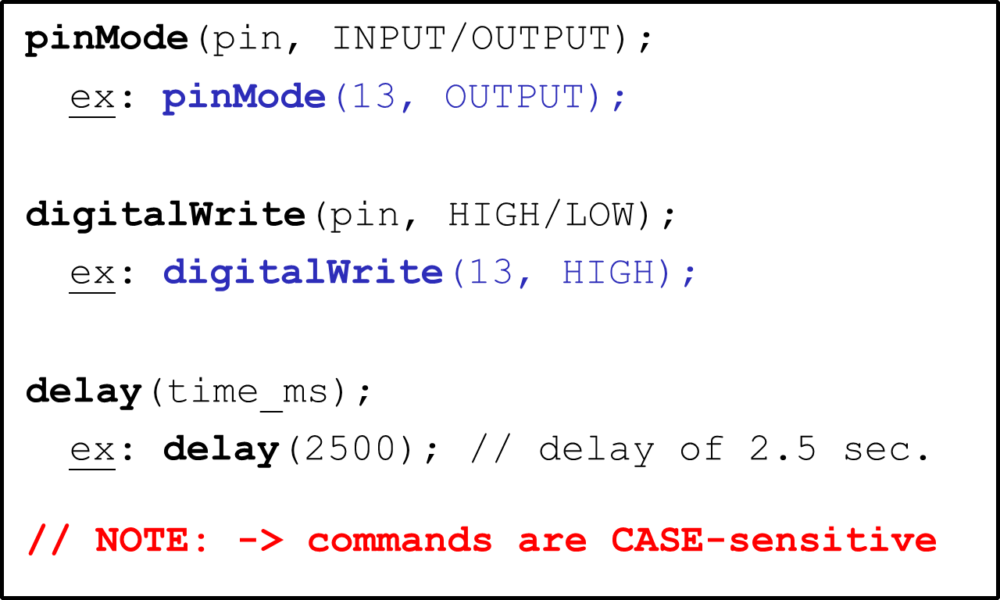 pinMode(pin, INPUT/OUTPUT);
ex: pinMode(13, OUTPUT);
digitalWrite(pin, HIGH/LOW);
ex: digitalWrite(13, HIGH);
delay(time_ms);
ex: delay(2500); // delay of 2.5 sec.
// NOTE: -> commands are CASE-sensitive